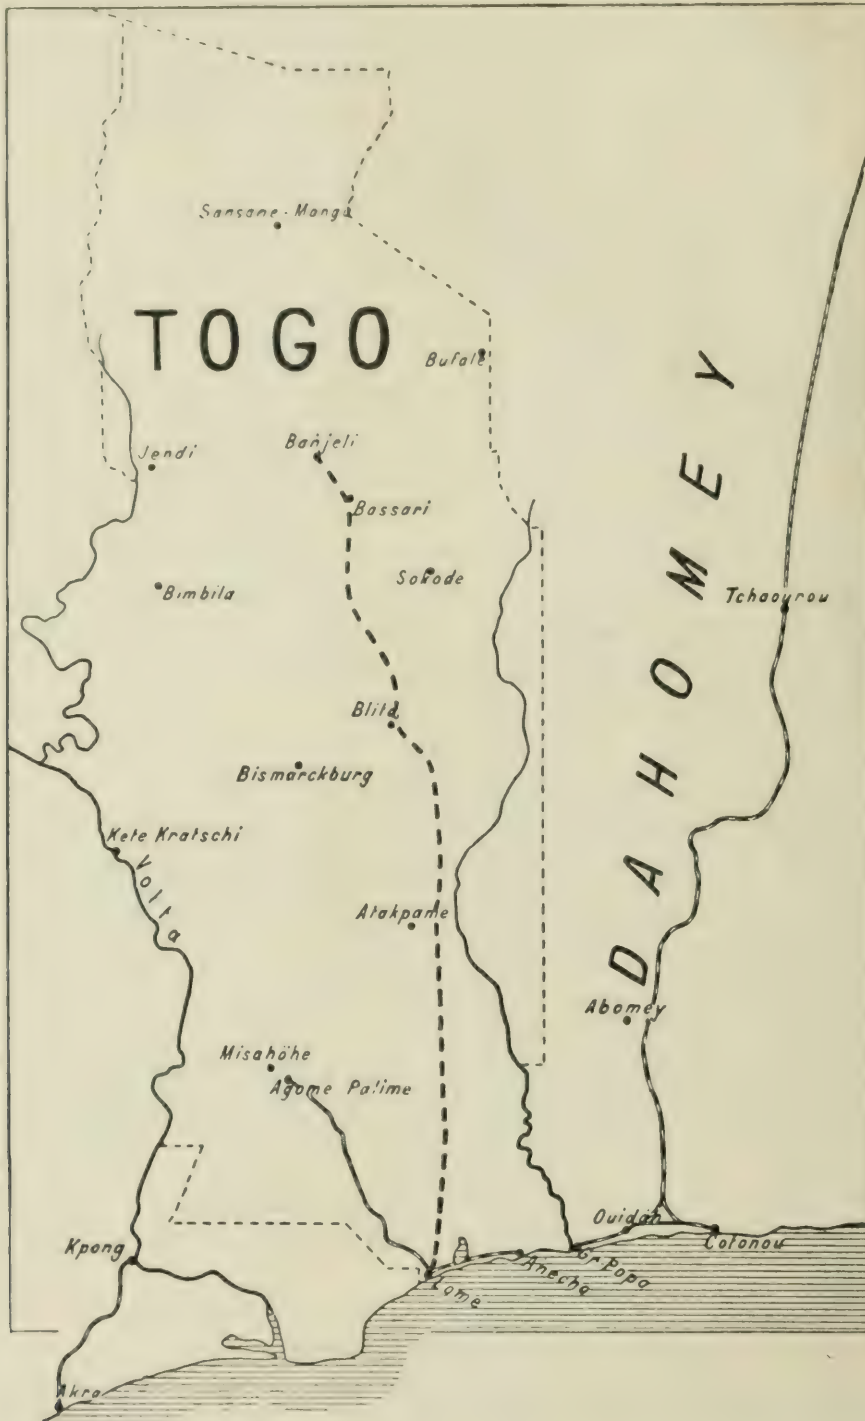 Sansane-Mangu
TOGO
Bufale
DAHOMEY
Jendi
Banjeli
Bassari
Sokode
Bimbila
Tchaourou
Blita
Bismarckburg
Kete Kratschi
Volta
Atakpame
Abomey
Misahöhe
Agome Palime
Kpong
Ouidah
Cotonou
Gr Popo
Anecho
Lome
Akra